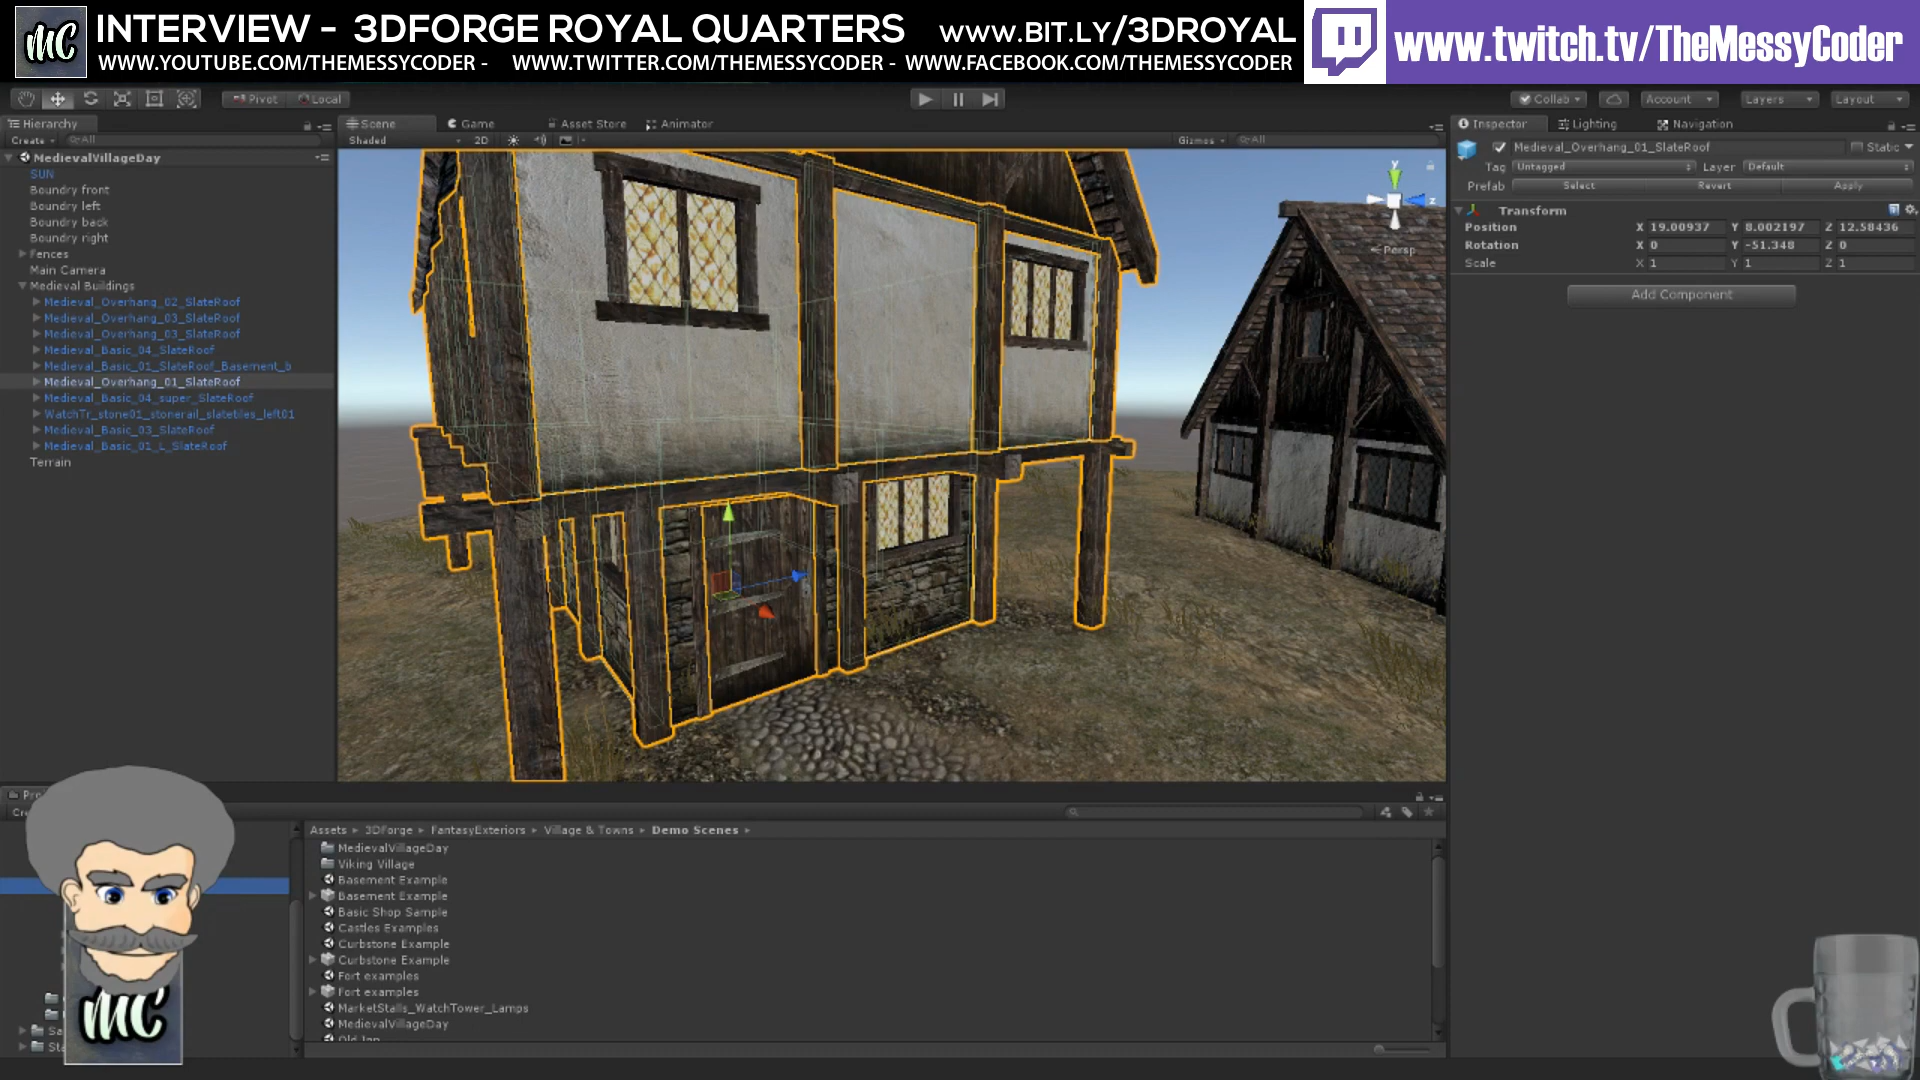 MC
INTERVIEW - 3DFORGE ROYAL QUARTERS WWW.BIT.LY/3DROYAL
WWW.YOUTUBE.COM/THEMESSYCODER - WWW.TWITTER.COM/THEMESSYCODER - WWW.FACEBOOK.COM/THEMESSYCODER
www.twitch.tv/TheMessyCoder
Pivot Local
Collab Account Layers Layout
Hierarchy
Create All
MedievalVillageDay
SUN
Boundry front
Boundry left
Boundry back
Boundry right
Fences
Main Camera
Medieval Buildings
Medieval_Overhang_02_SlateRoof
Medieval_Overhang_03_SlateRoof
Medieval_Overhang_03_SlateRoof
Medieval_Basic_04_SlateRoof
Medieval_Basic_01_SlateRoof_Basement_b
Medieval_Overhang_01_SlateRoof
Medieval_Basic_04_super_SlateRoof
WatchTr_stone01_stonerail_slatetiles_left01
Medieval_Basic_03_SlateRoof
Medieval_Basic_01_L_SlateRoof
Terrain
Scene Game Asset Store Animator
Shaded 2D Gizmos All
y
z
Persp
Inspector Lighting Navigation
Medieval_Overhang_01_SlateRoof Static
Tag Untagged Layer Default
Prefab Select Revert Apply
Transform
Position X 19.00937 Y 8.002197 Z 12.58436
Rotation X 0 Y -51.348 Z 0
Scale X 1 Y 1 Z 1
Add Component
Assets 3DForge FantasyExteriors Village & Towns Demo Scenes
MedievalVillageDay
Viking Village
Basement Example
Basement Example
Basic Shop Sample
Castles Examples
Curbstone Example
Curbstone Example
Fort examples
Fort examples
MarketStalls_WatchTower_Lamps
MedievalVillageDay
MC